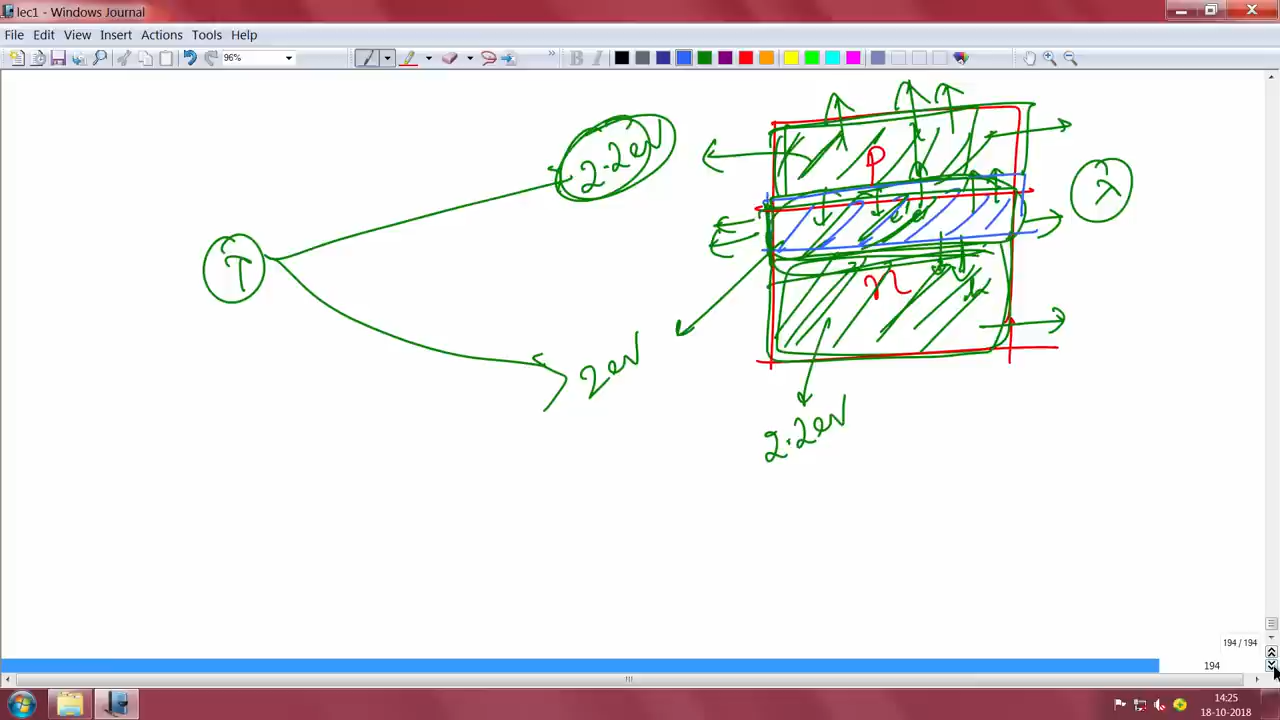 lec1 - Windows Journal
File Edit View Insert Actions Tools Help
96%
B I
2.2eV
P
λ
T
n
2eV
2.2eV
194 / 194
194
14:25
18-10-2018